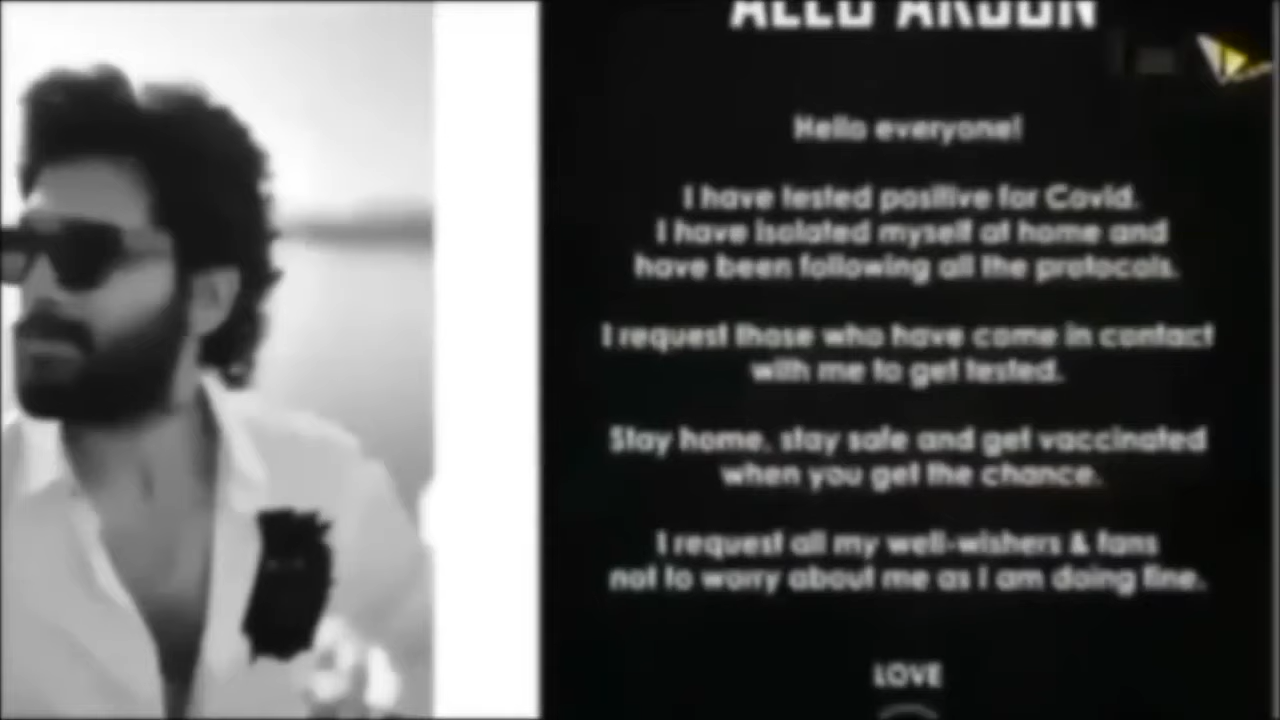 ALLU ARJUN
Hello everyone!
I have tested positive for Covid.
I have isolated myself at home and
have been following all the protocols.
I request those who have come in contact
with me to get tested.
Stay home, stay safe and get vaccinated
when you get the chance.
I request all my well-wishers & fans
not to worry about me as I am doing fine.
LOVE